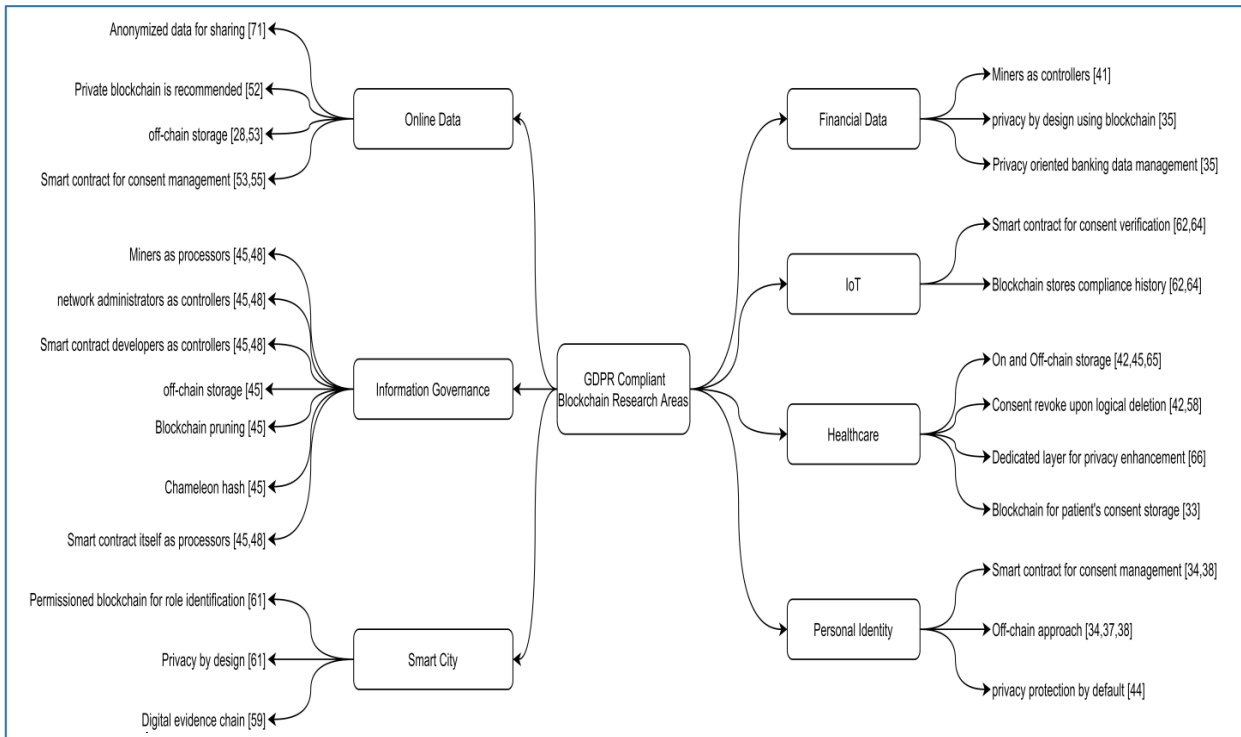 Anonymized data for sharing [71]
Private blockchain is recommended [52]
off-chain storage [28,53]
Smart contract for consent management [53,55]
Online Data
Miners as processors [45,48]
network administrators as controllers [45,48]
Smart contract developers as controllers [45,48]
off-chain storage [45]
Blockchain pruning [45]
Chameleon hash [45]
Smart contract itself as processors [45,48]
Information Governance
Permissioned blockchain for role identification [61]
Privacy by design [61]
Digital evidence chain [59]
Smart City
GDPR Compliant
Blockchain Research Areas
Financial Data
Miners as controllers [41]
privacy by design using blockchain [35]
Privacy oriented banking data management [35]
IoT
Smart contract for consent verification [62,64]
Blockchain stores compliance history [62,64]
Healthcare
On and Off-chain storage [42,45,65]
Consent revoke upon logical deletion [42,58]
Dedicated layer for privacy enhancement [66]
Blockchain for patient's consent storage [33]
Personal Identity
Smart contract for consent management [34,38]
Off-chain approach [34,37,38]
privacy protection by default [44]